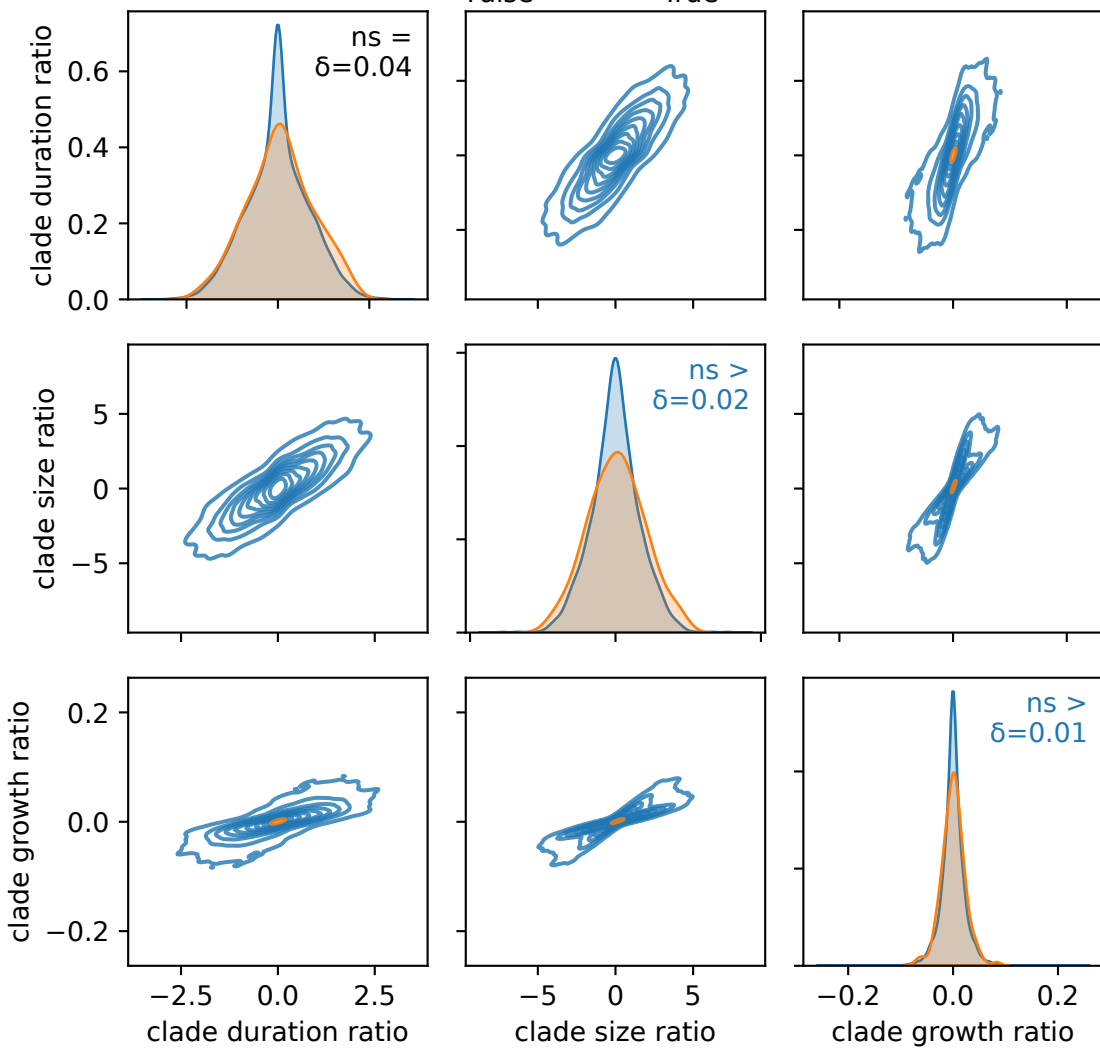 ns =
δ=0.04
clade duration ratio
0.6
0.4
0.2
0.0
ns >
δ=0.02
clade size ratio
5
0
−5
ns >
δ=0.01
clade growth ratio
0.2
0.0
−0.2
−2.5 0.0 2.5
−5 0 5
−0.2 0.0 0.2
clade duration ratio
clade size ratio
clade growth ratio